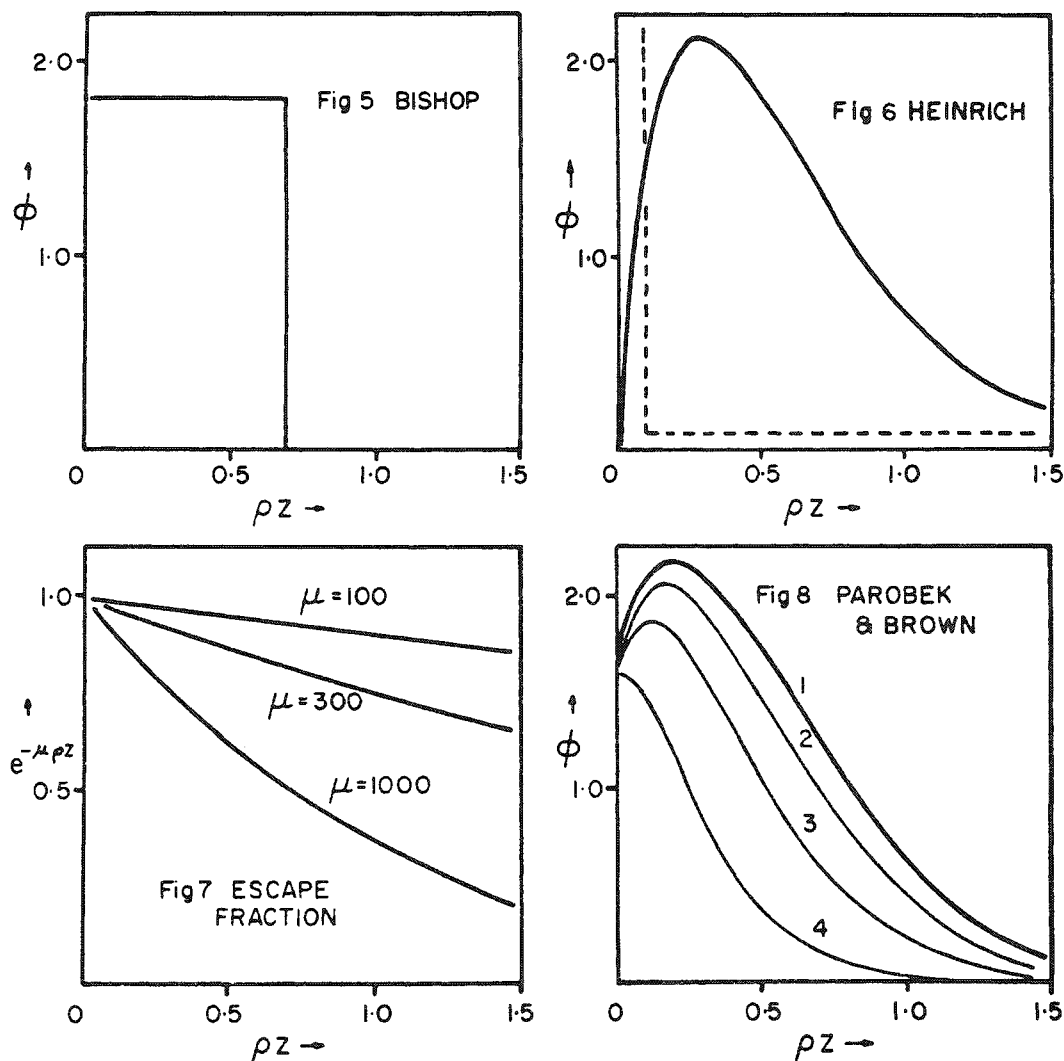 2·0
1·0
ϕ →
Fig 5 BISHOP
0
0·5
1·0
1·5
ρz →
2·0
1·0
ϕ →
Fig 6 HEINRICH
0
0·5
1·0
1·5
ρz →
1·0
0·5
e^-μρz →
μ=100
μ=300
μ=1000
Fig 7 ESCAPE
FRACTION
0
0·5
1·0
1·5
ρz →
2·0
1·0
ϕ →
Fig 8 PAROBEK
& BROWN
1
2
3
4
0
0·5
1·0
1·5
ρz →